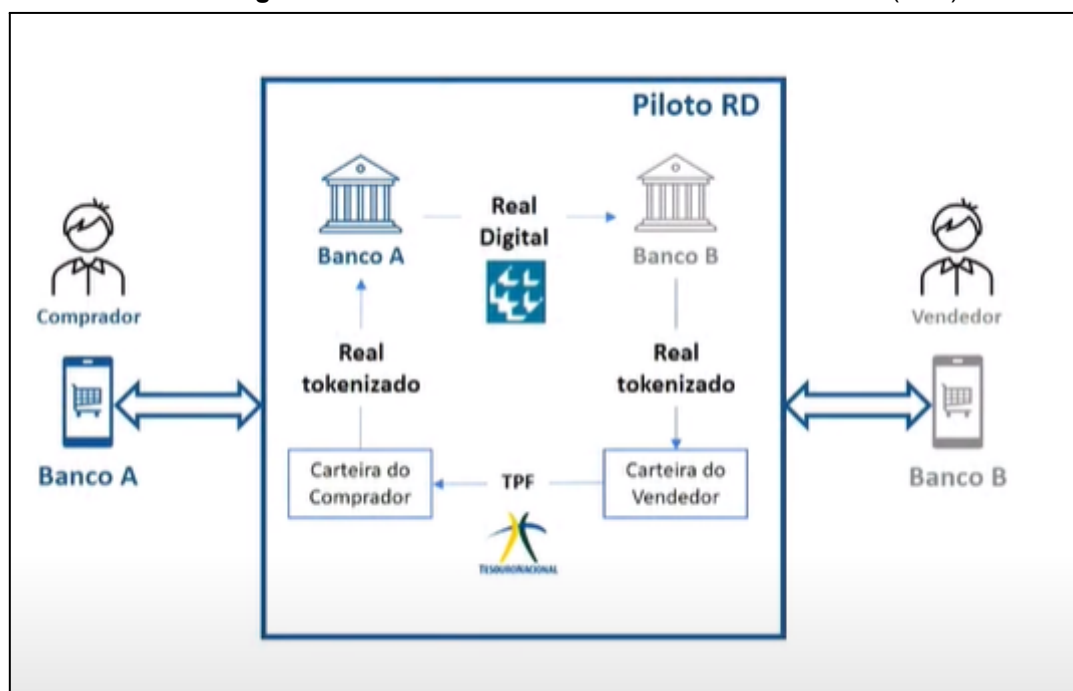 Piloto RD
Real
Digital
Banco A
Banco B
Comprador
Vendedor
Real
tokenizado
Real
tokenizado
Banco A
Banco B
Carteira do
Comprador
TPF
Carteira do
Vendedor
TESOURONACIONAL